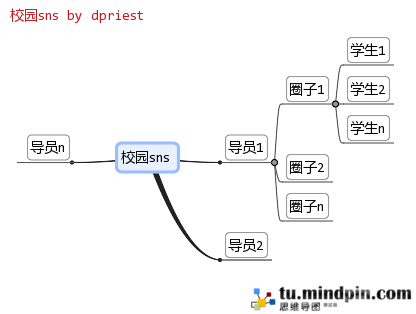 校园sns by dpriest
学生1
圈子1
学生2
学生n
导员n
校园sns
导员1
圈子2
圈子n
导员2
tu.mindpin.com
思维导图 测试版